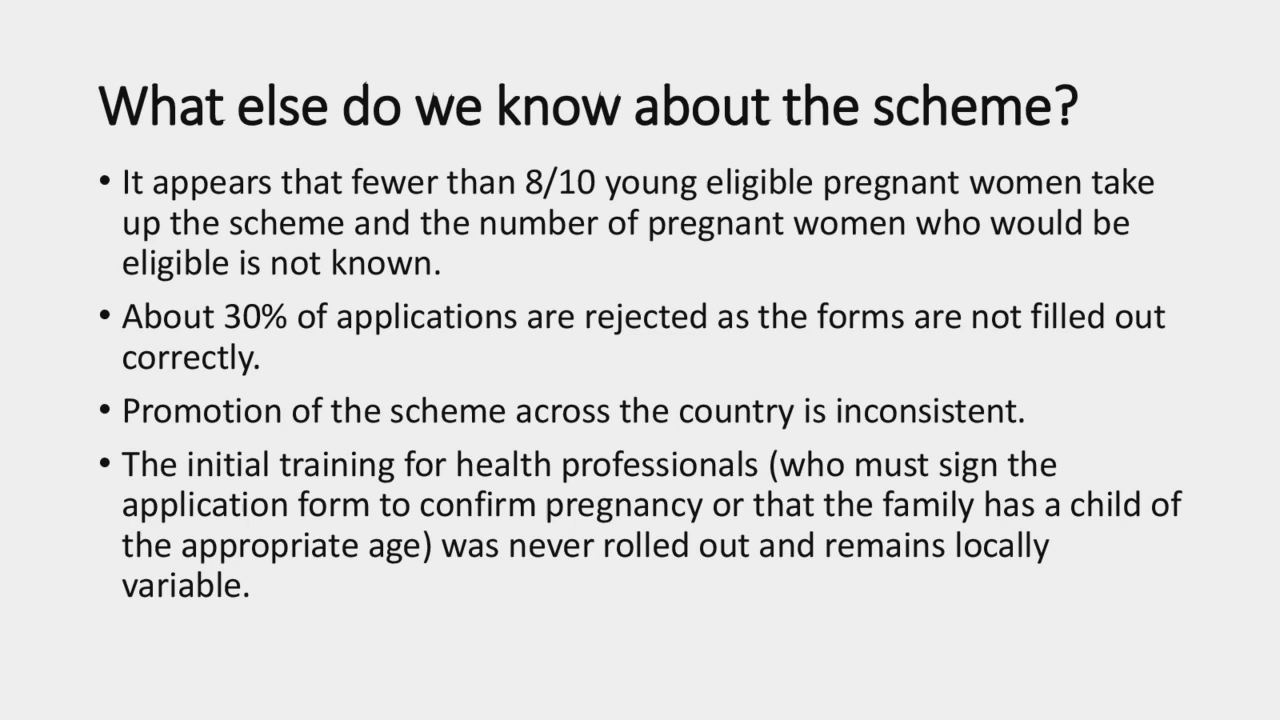 What else do we know about the scheme?
• It appears that fewer than 8/10 young eligible pregnant women take
up the scheme and the number of pregnant women who would be
eligible is not known.
• About 30% of applications are rejected as the forms are not filled out
correctly.
• Promotion of the scheme across the country is inconsistent.
• The initial training for health professionals (who must sign the
application form to confirm pregnancy or that the family has a child of
the appropriate age) was never rolled out and remains locally
variable.